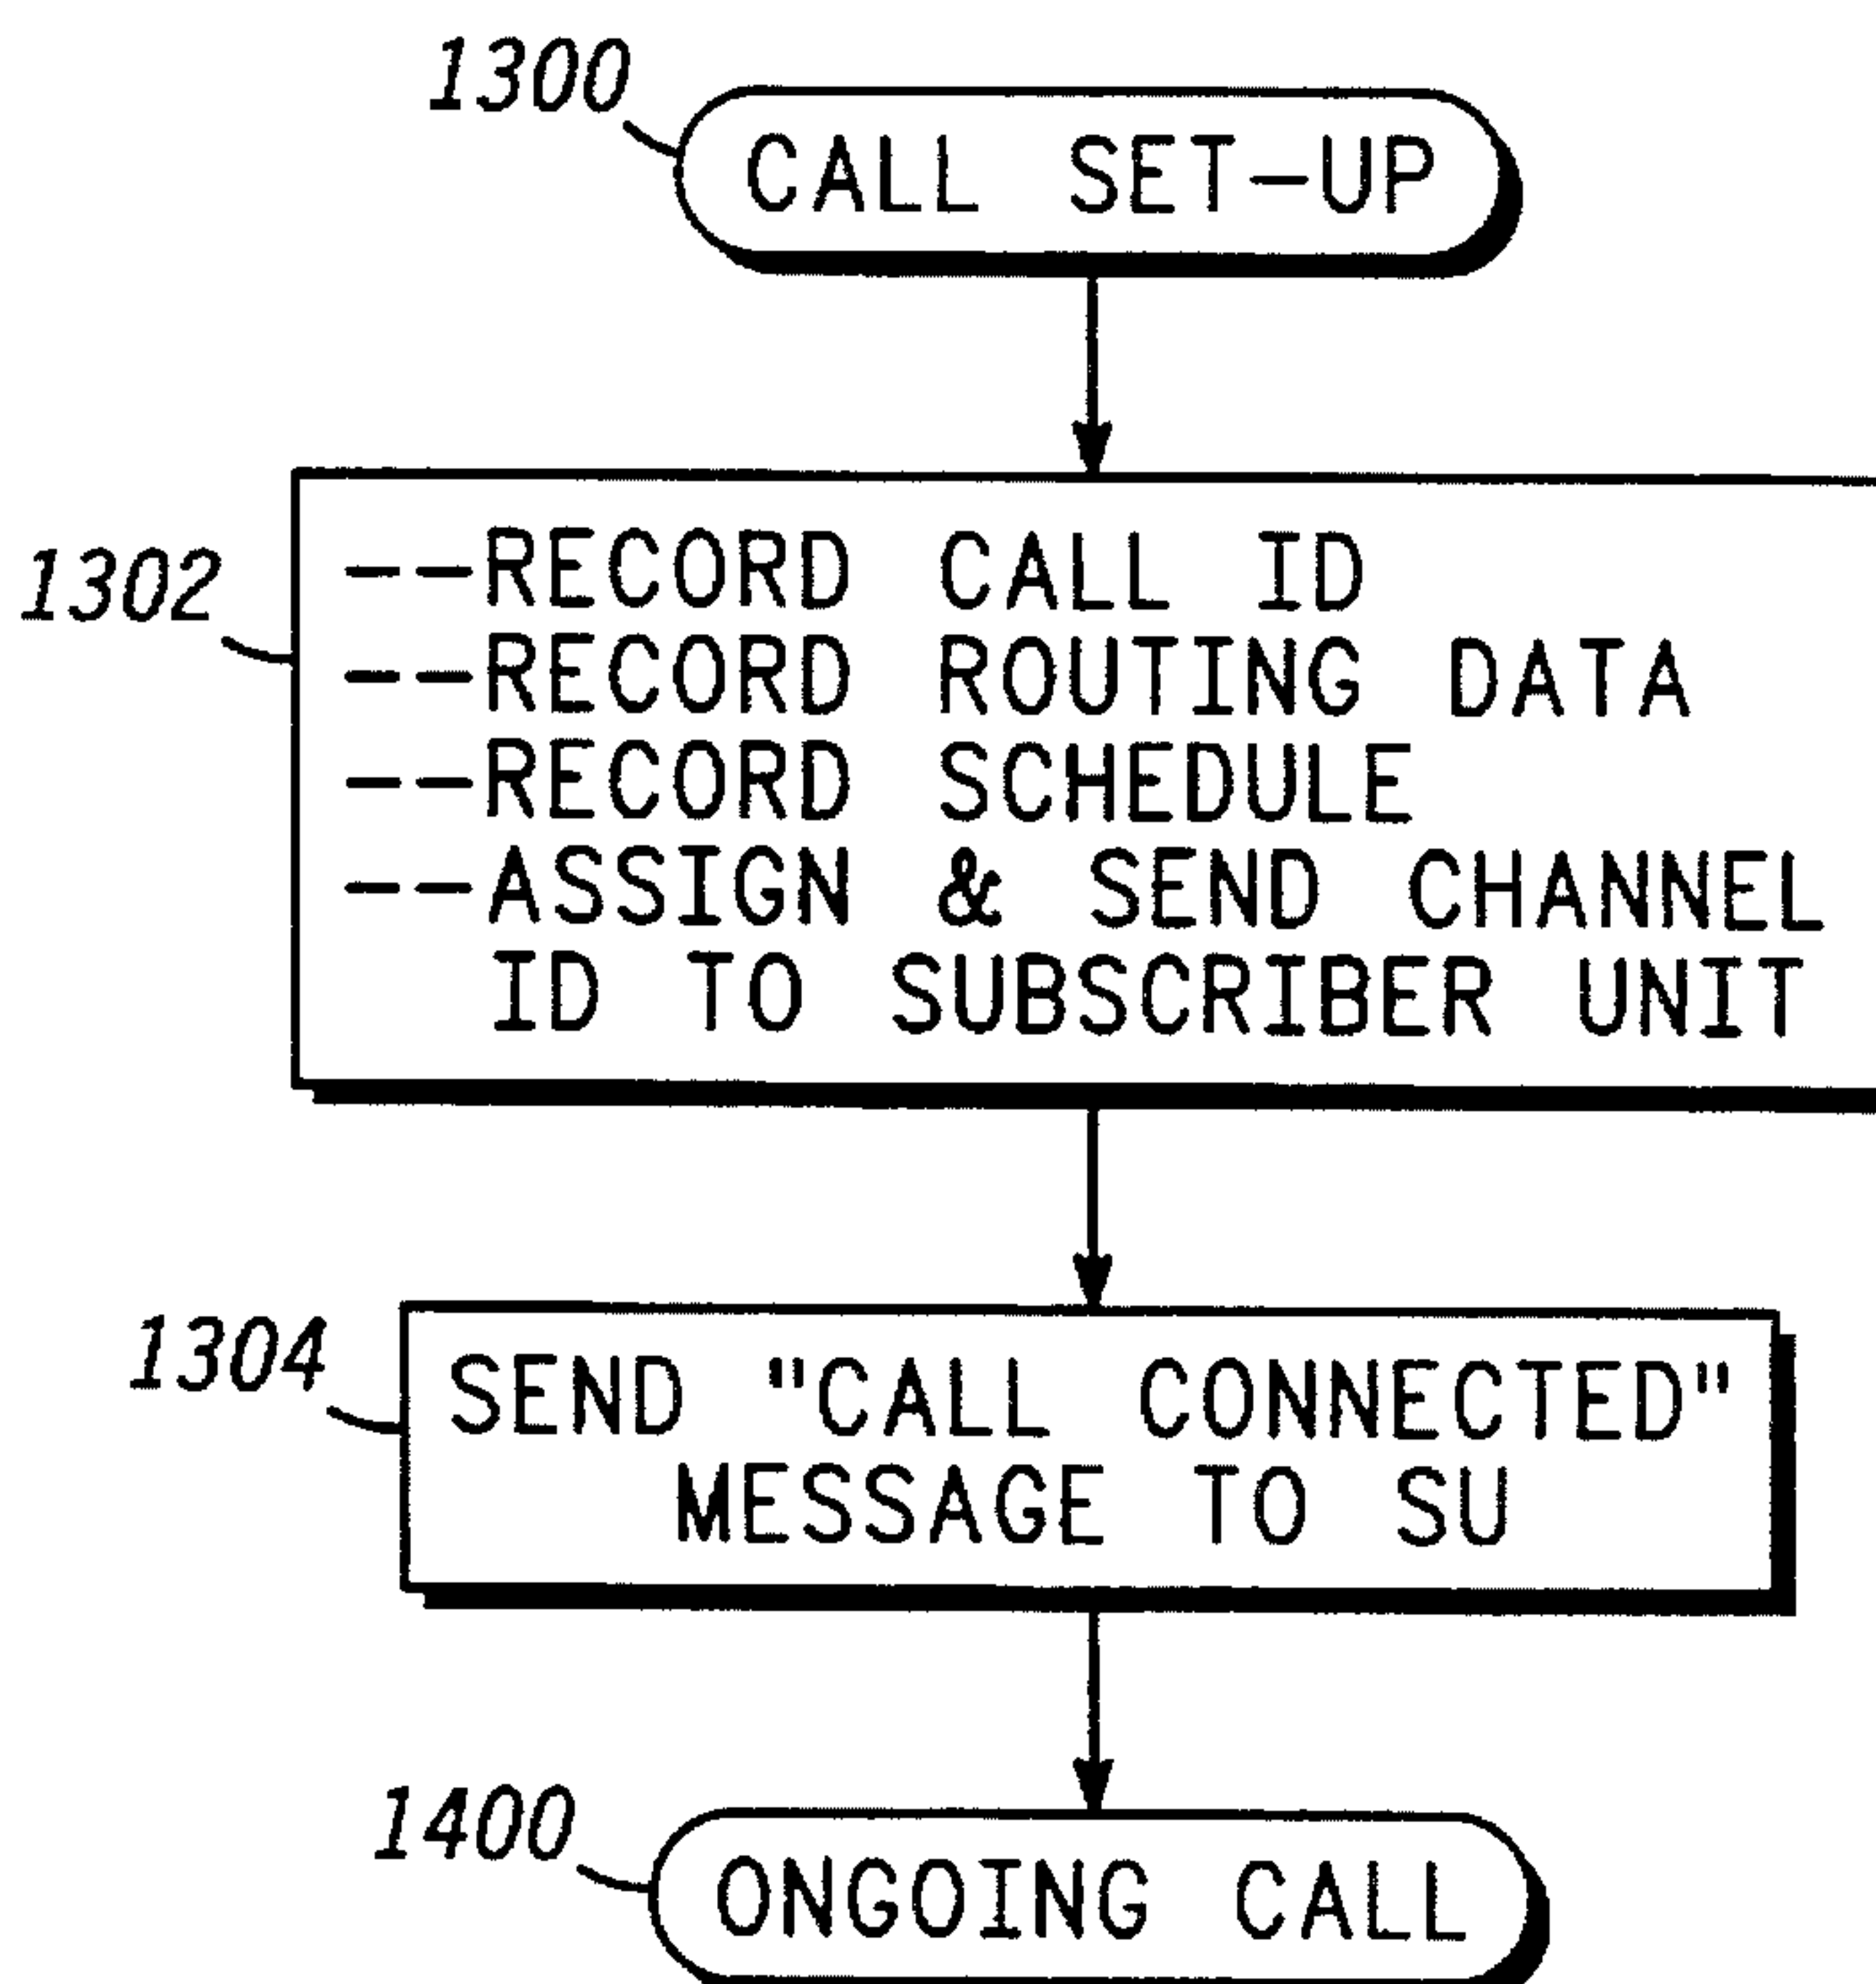 1300
CALL SET-UP
1302
--RECORD CALL ID
--RECORD ROUTING DATA
--RECORD SCHEDULE
--ASSIGN & SEND CHANNEL
ID TO SUBSCRIBER UNIT
1304
SEND "CALL CONNECTED"
MESSAGE TO SU
1400
ONGOING CALL